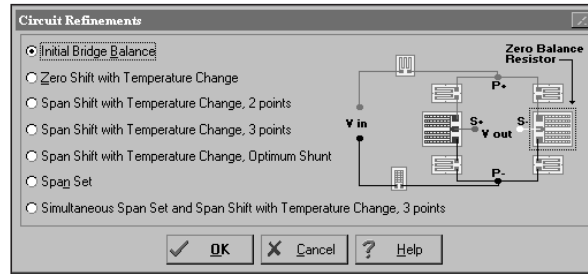 Circuit Refinements
Initial Bridge Balance
Zero Shift with Temperature Change
Span Shift with Temperature Change, 2 points
Span Shift with Temperature Change, 3 points
Span Shift with Temperature Change, Optimum Shunt
Span Set
Simultaneous Span Set and Span Shift with Temperature Change, 3 points
Zero Balance
Resistor
P+
V in
S+
S-
V out
P-
OK
Cancel
? Help